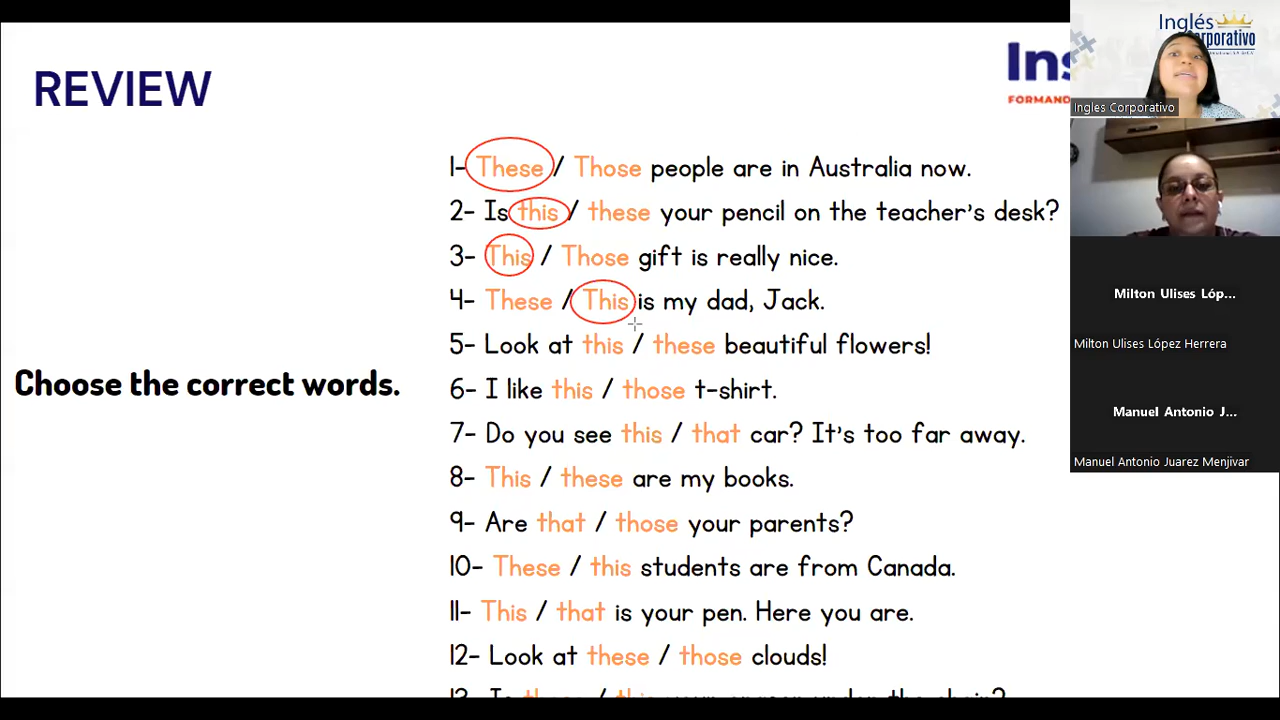 REVIEW
Ins
FORMAND
1- These / Those people are in Australia now.
2- Is this / these your pencil on the teacher's desk?
3- This / Those gift is really nice.
4- These / This is my dad, Jack.
5- Look at this / these beautiful flowers!
Choose the correct words.
6- I like this / those t-shirt.
7- Do you see this / that car? It's too far away.
8- This / these are my books.
9- Are that / those your parents?
10- These / this students are from Canada.
11- This / that is your pen. Here you are.
12- Look at these / those clouds!
Inglés
Corporativo
Ingles Corporativo
Milton Ulises Lóp...
Milton Ulises López Herrera
Manuel Antonio J...
Manuel Antonio Juarez Menjivar